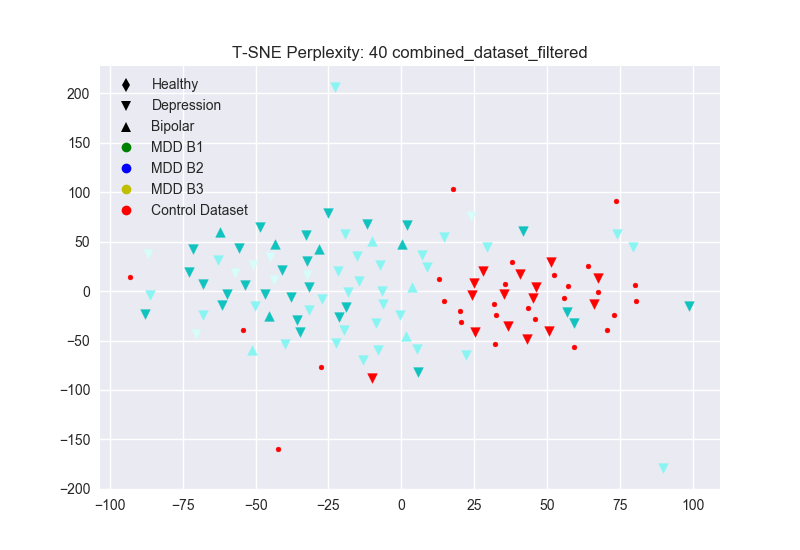 T-SNE Perplexity: 40 combined_dataset_filtered
Healthy
Depression
Bipolar
MDD B1
MDD B2
MDD B3
Control Dataset
200
150
100
50
0
−50
−100
−150
−200
−100 −75 −50 −25 0 25 50 75 100